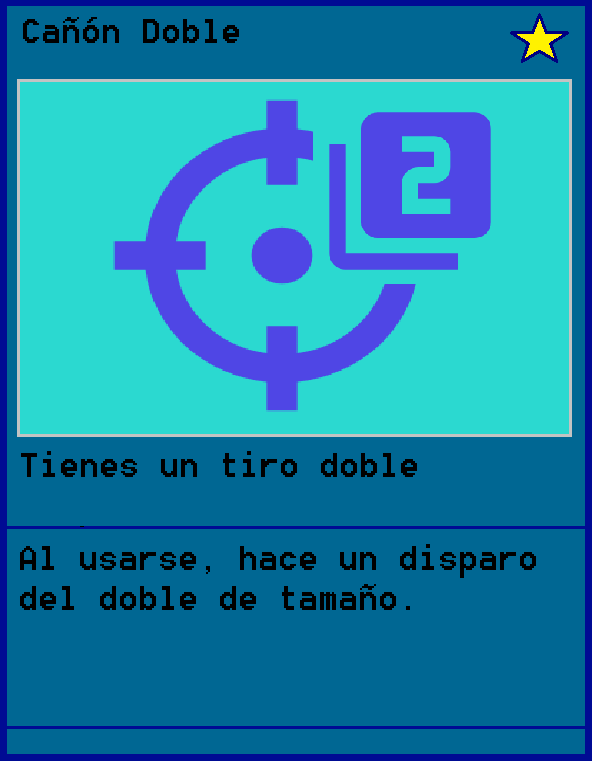 Cañón Doble
2
Tienes un tiro doble
Al usarse, hace un disparo
del doble de tamaño.